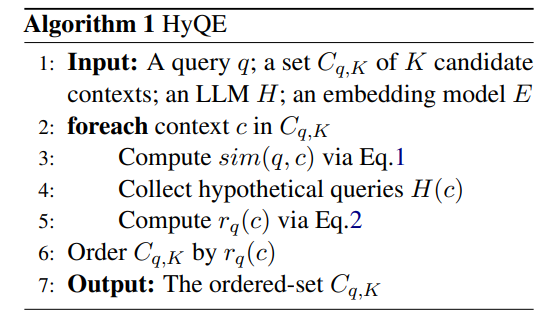 Algorithm 1 HyQE
1: Input: A query q; a set C_{q,K} of K candidate
contexts; an LLM H; an embedding model E
2: foreach context c in C_{q,K}
3: Compute sim(q, c) via Eq.1
4: Collect hypothetical queries H(c)
5: Compute r_q(c) via Eq.2
6: Order C_{q,K} by r_q(c)
7: Output: The ordered-set C_{q,K}